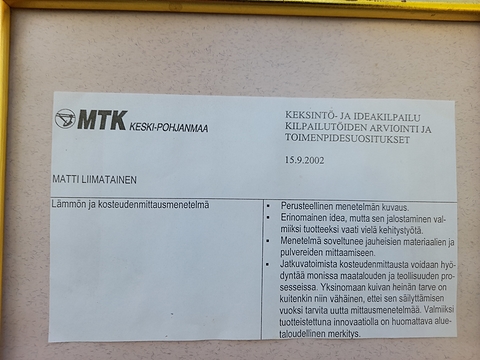 MTK KESKI-POHJANMAA
KEKSINTÖ- JA IDEAKILPAILU
KILPAILUTÖIDEN ARVIOINTI JA
TOIMENPIDESUOSITUKSET
15.9.2002
MATTI LIIMATAINEN
Lämmön ja kosteudenmittausmenetelmä
▪ Perusteellinen menetelmän kuvaus.
▪ Erinomainen idea, mutta sen jalostaminen val-
miiksi tuotteeksi vaatii vielä kehitystyötä.
▪ Menetelmä soveltunee jauheisien materiaalien ja
pulvereiden mittaamiseen.
▪ Jatkuvatoimista kosteudenmittausta voidaan hyö-
dyntää monissa maatalouden ja teollisuuden pro-
sesseissa. Yksinomaan kuivan heinän tarve on
kuitenkin niin vähäinen, ettei sen säilyttämisen
vuoksi tarvita uutta mittausmenetelmää. Valmiiksi
tuotteistettuna innovaatiolla on huomattava alue-
taloudellinen merkitys.